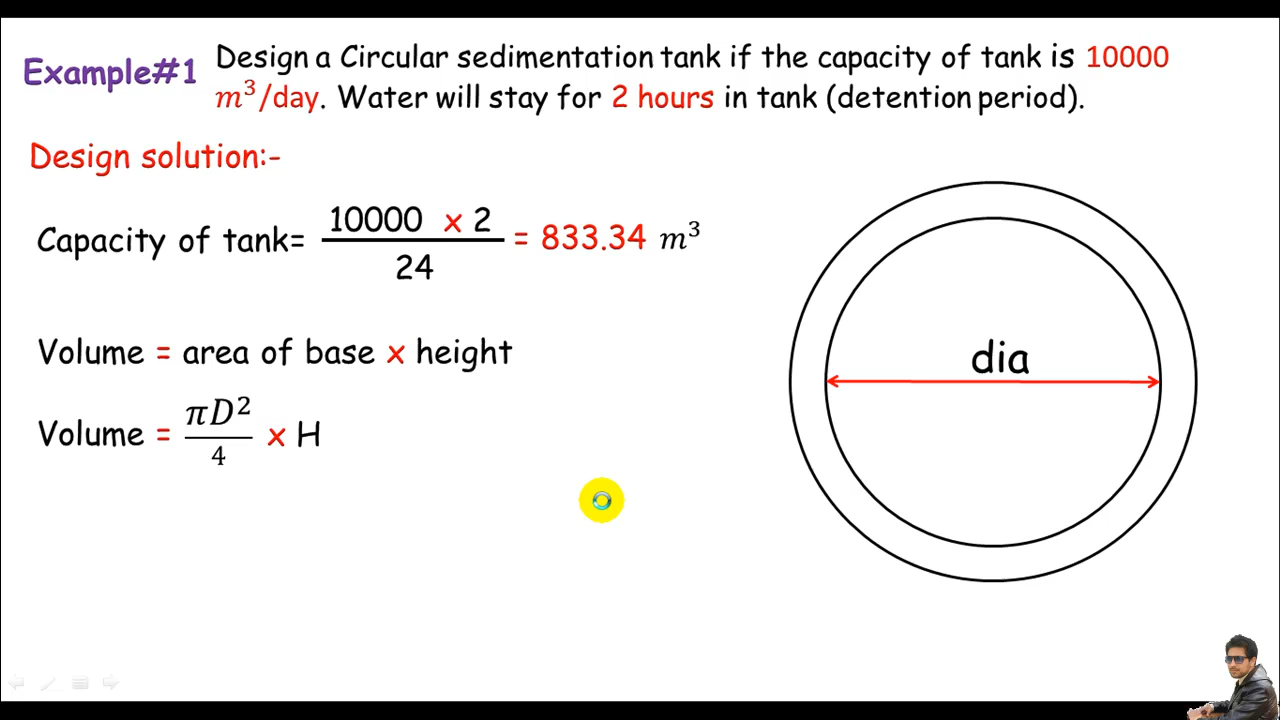 Example#1 Design a Circular sedimentation tank if the capacity of tank is 10000
m³/day. Water will stay for 2 hours in tank (detention period).
Design solution:-
Capacity of tank= 10000 x 2 / 24 = 833.34 m³
Volume = area of base x height
dia
Volume = πD²/4 x H